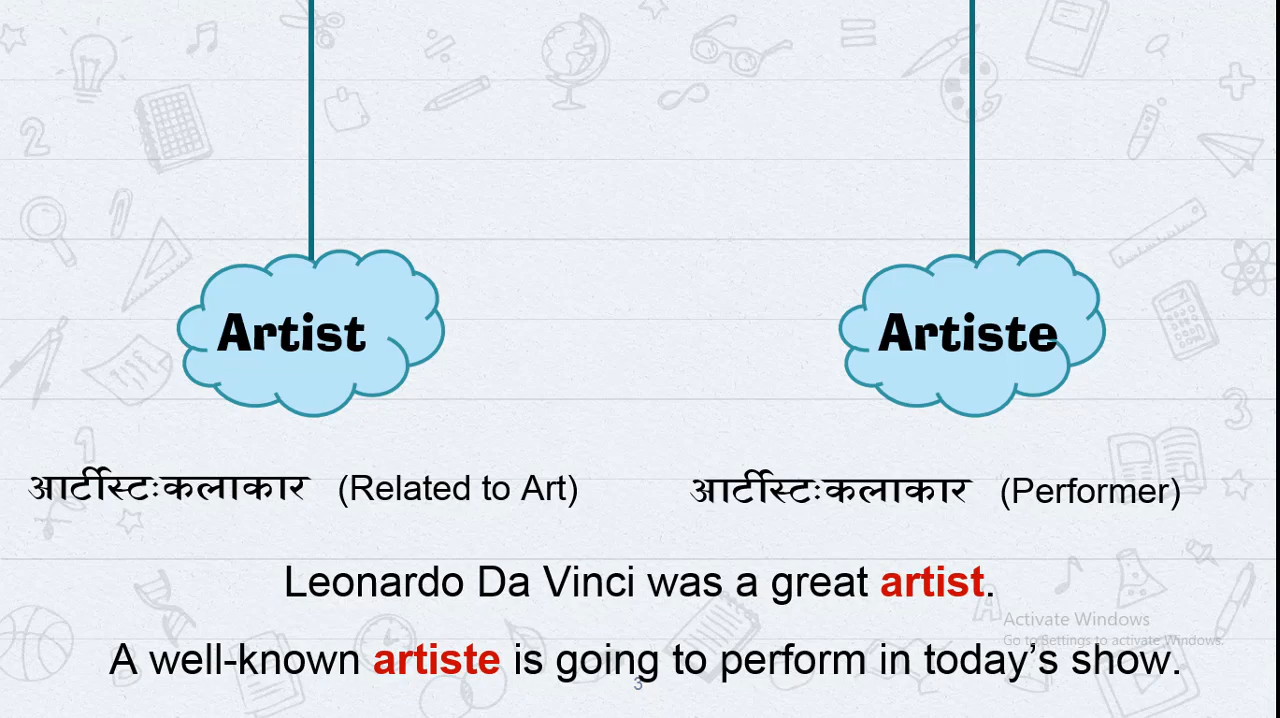 Artist
Artiste
आर्टीस्टःकलाकार (Related to Art)
आर्टीस्टःकलाकार (Performer)
Leonardo Da Vinci was a great artist.
A well-known artiste is going to perform in today’s show.
Activate Windows
Go to Settings to activate Windows.
3